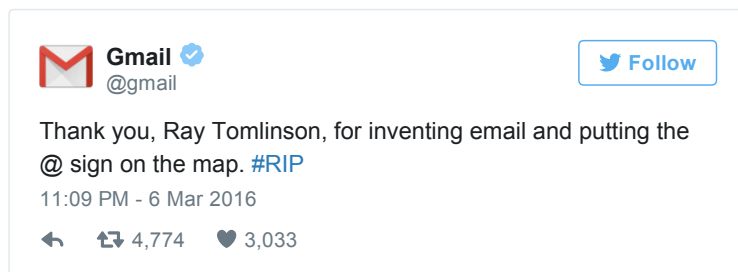 Gmail
@gmail
Follow
Thank you, Ray Tomlinson, for inventing email and putting the
@ sign on the map. #RIP
11:09 PM - 6 Mar 2016
4,774 3,033